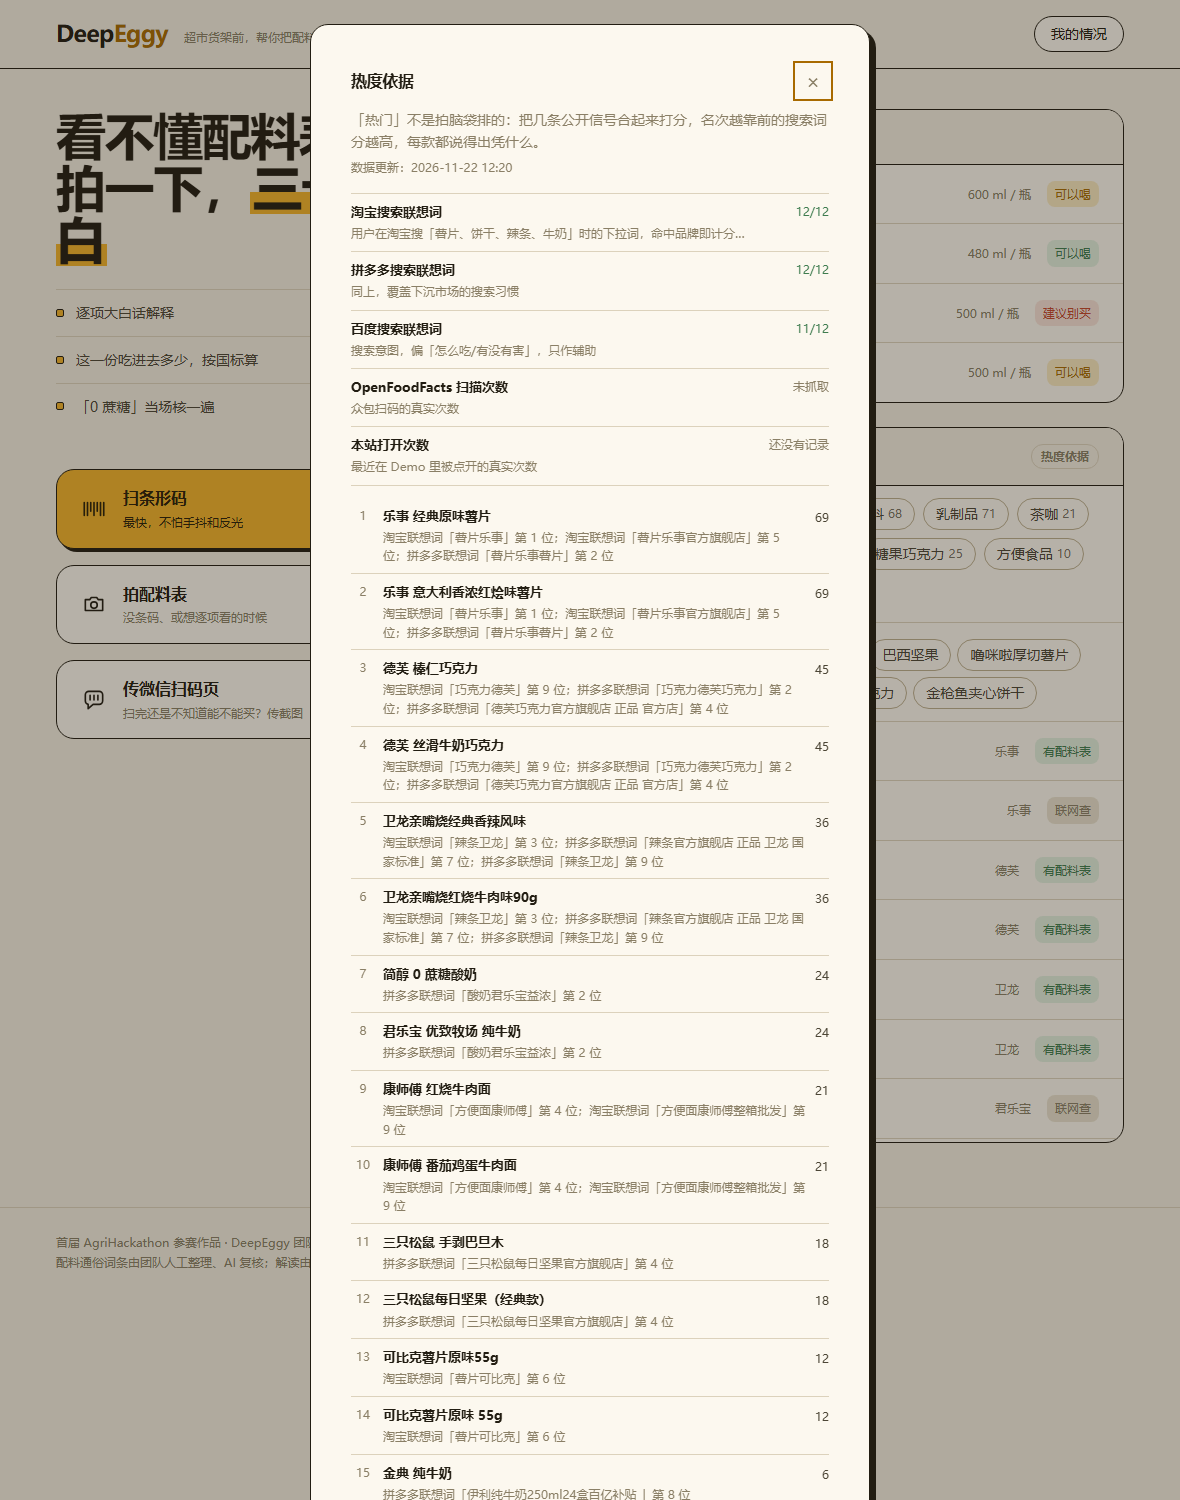 DeepEggy
超市货架前，帮你把配料
我的情况
看不懂配料表
拍一下，三
白
逐项大白话解释
这一份吃进去多少，按国标算
「0 蔗糖」当场核一遍
扫条形码
最快，不怕手抖和反光
拍配料表
没条码、或想逐项看的时候
传微信扫码页
扫完还是不知道能不能买？传截图
首届 AgriHackathon 参赛作品 · DeepEggy 团队
配料通俗词条由团队人工整理、AI 复核；解读由
热度依据
×
「热门」不是拍脑袋排的：把几条公开信号合起来打分，名次越靠前的搜索词
分越高，每款都说得出凭什么。
数据更新：2026-11-22 12:20
淘宝搜索联想词 12/12
用户在淘宝搜「薯片、饼干、辣条、牛奶」时的下拉词，命中品牌即计分…
拼多多搜索联想词 12/12
同上，覆盖下沉市场的搜索习惯
百度搜索联想词 11/12
搜索意图，偏「怎么吃/有没有害」，只作辅助
OpenFoodFacts 扫描次数 未抓取
众包扫码的真实次数
本站打开次数 还没有记录
最近在 Demo 里被点开的真实次数
1 乐事 经典原味薯片 69
淘宝联想词「薯片乐事」第 1 位；淘宝联想词「薯片乐事官方旗舰店」第 5
位；拼多多联想词「薯片乐事薯片」第 2 位
2 乐事 意大利香浓红烩味薯片 69
淘宝联想词「薯片乐事」第 1 位；淘宝联想词「薯片乐事官方旗舰店」第 5
位；拼多多联想词「薯片乐事薯片」第 2 位
3 德芙 榛仁巧克力 45
淘宝联想词「巧克力德芙」第 9 位；拼多多联想词「巧克力德芙巧克力」第 2
位；拼多多联想词「德芙巧克力官方旗舰店 正品 官方店」第 4 位
4 德芙 丝滑牛奶巧克力 45
淘宝联想词「巧克力德芙」第 9 位；拼多多联想词「巧克力德芙巧克力」第 2
位；拼多多联想词「德芙巧克力官方旗舰店 正品 官方店」第 4 位
5 卫龙亲嘴烧经典香辣风味 36
淘宝联想词「辣条卫龙」第 3 位；拼多多联想词「辣条官方旗舰店 正品 卫龙 国
家标准」第 7 位；拼多多联想词「辣条卫龙」第 9 位
6 卫龙亲嘴烧红烧牛肉味90g 36
淘宝联想词「辣条卫龙」第 3 位；拼多多联想词「辣条官方旗舰店 正品 卫龙 国
家标准」第 7 位；拼多多联想词「辣条卫龙」第 9 位
7 简醇 0 蔗糖酸奶 24
拼多多联想词「酸奶君乐宝益浓」第 2 位
8 君乐宝 优致牧场 纯牛奶 24
拼多多联想词「酸奶君乐宝益浓」第 2 位
9 康师傅 红烧牛肉面 21
淘宝联想词「方便面康师傅」第 4 位；淘宝联想词「方便面康师傅整箱批发」第
9 位
10 康师傅 番茄鸡蛋牛肉面 21
淘宝联想词「方便面康师傅」第 4 位；淘宝联想词「方便面康师傅整箱批发」第
9 位
11 三只松鼠 手剥巴旦木 18
拼多多联想词「三只松鼠每日坚果官方旗舰店」第 4 位
12 三只松鼠每日坚果（经典款） 18
拼多多联想词「三只松鼠每日坚果官方旗舰店」第 4 位
13 可比克薯片原味55g 12
淘宝联想词「薯片可比克」第 6 位
14 可比克薯片原味 55g 12
淘宝联想词「薯片可比克」第 6 位
15 金典 纯牛奶 6
拼多多联想词「伊利纯牛奶250ml24盒百亿补贴」第 8 位
600 ml / 瓶 可以喝
480 ml / 瓶 可以喝
500 ml / 瓶 建议别买
500 ml / 瓶 可以喝
热度依据
料 68 乳制品 71 茶咖 21
糖果巧克力 25 方便食品 10
巴西坚果 噜咪啦厚切薯片
克力 金枪鱼夹心饼干
乐事 有配料表
乐事 联网查
德芙 有配料表
德芙 有配料表
卫龙 有配料表
卫龙 有配料表
君乐宝 联网查